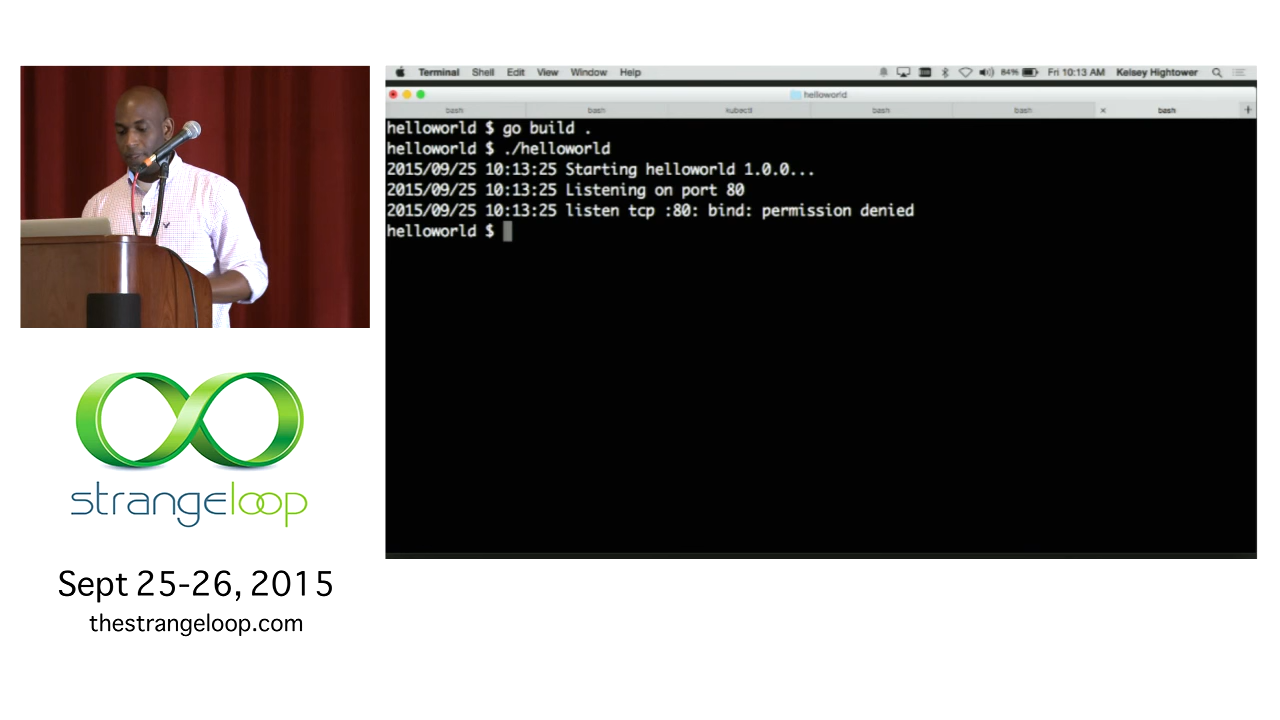 Terminal Shell Edit View Window Help 84% Fri 10:13 AM Kelsey Hightower
helloworld
bash bash kubectl bash bash × bash +
helloworld $ go build .
helloworld $ ./helloworld
2015/09/25 10:13:25 Starting helloworld 1.0.0...
2015/09/25 10:13:25 Listening on port 80
2015/09/25 10:13:25 listen tcp :80: bind: permission denied
helloworld $
strangeloop
Sept 25-26, 2015
thestrangeloop.com